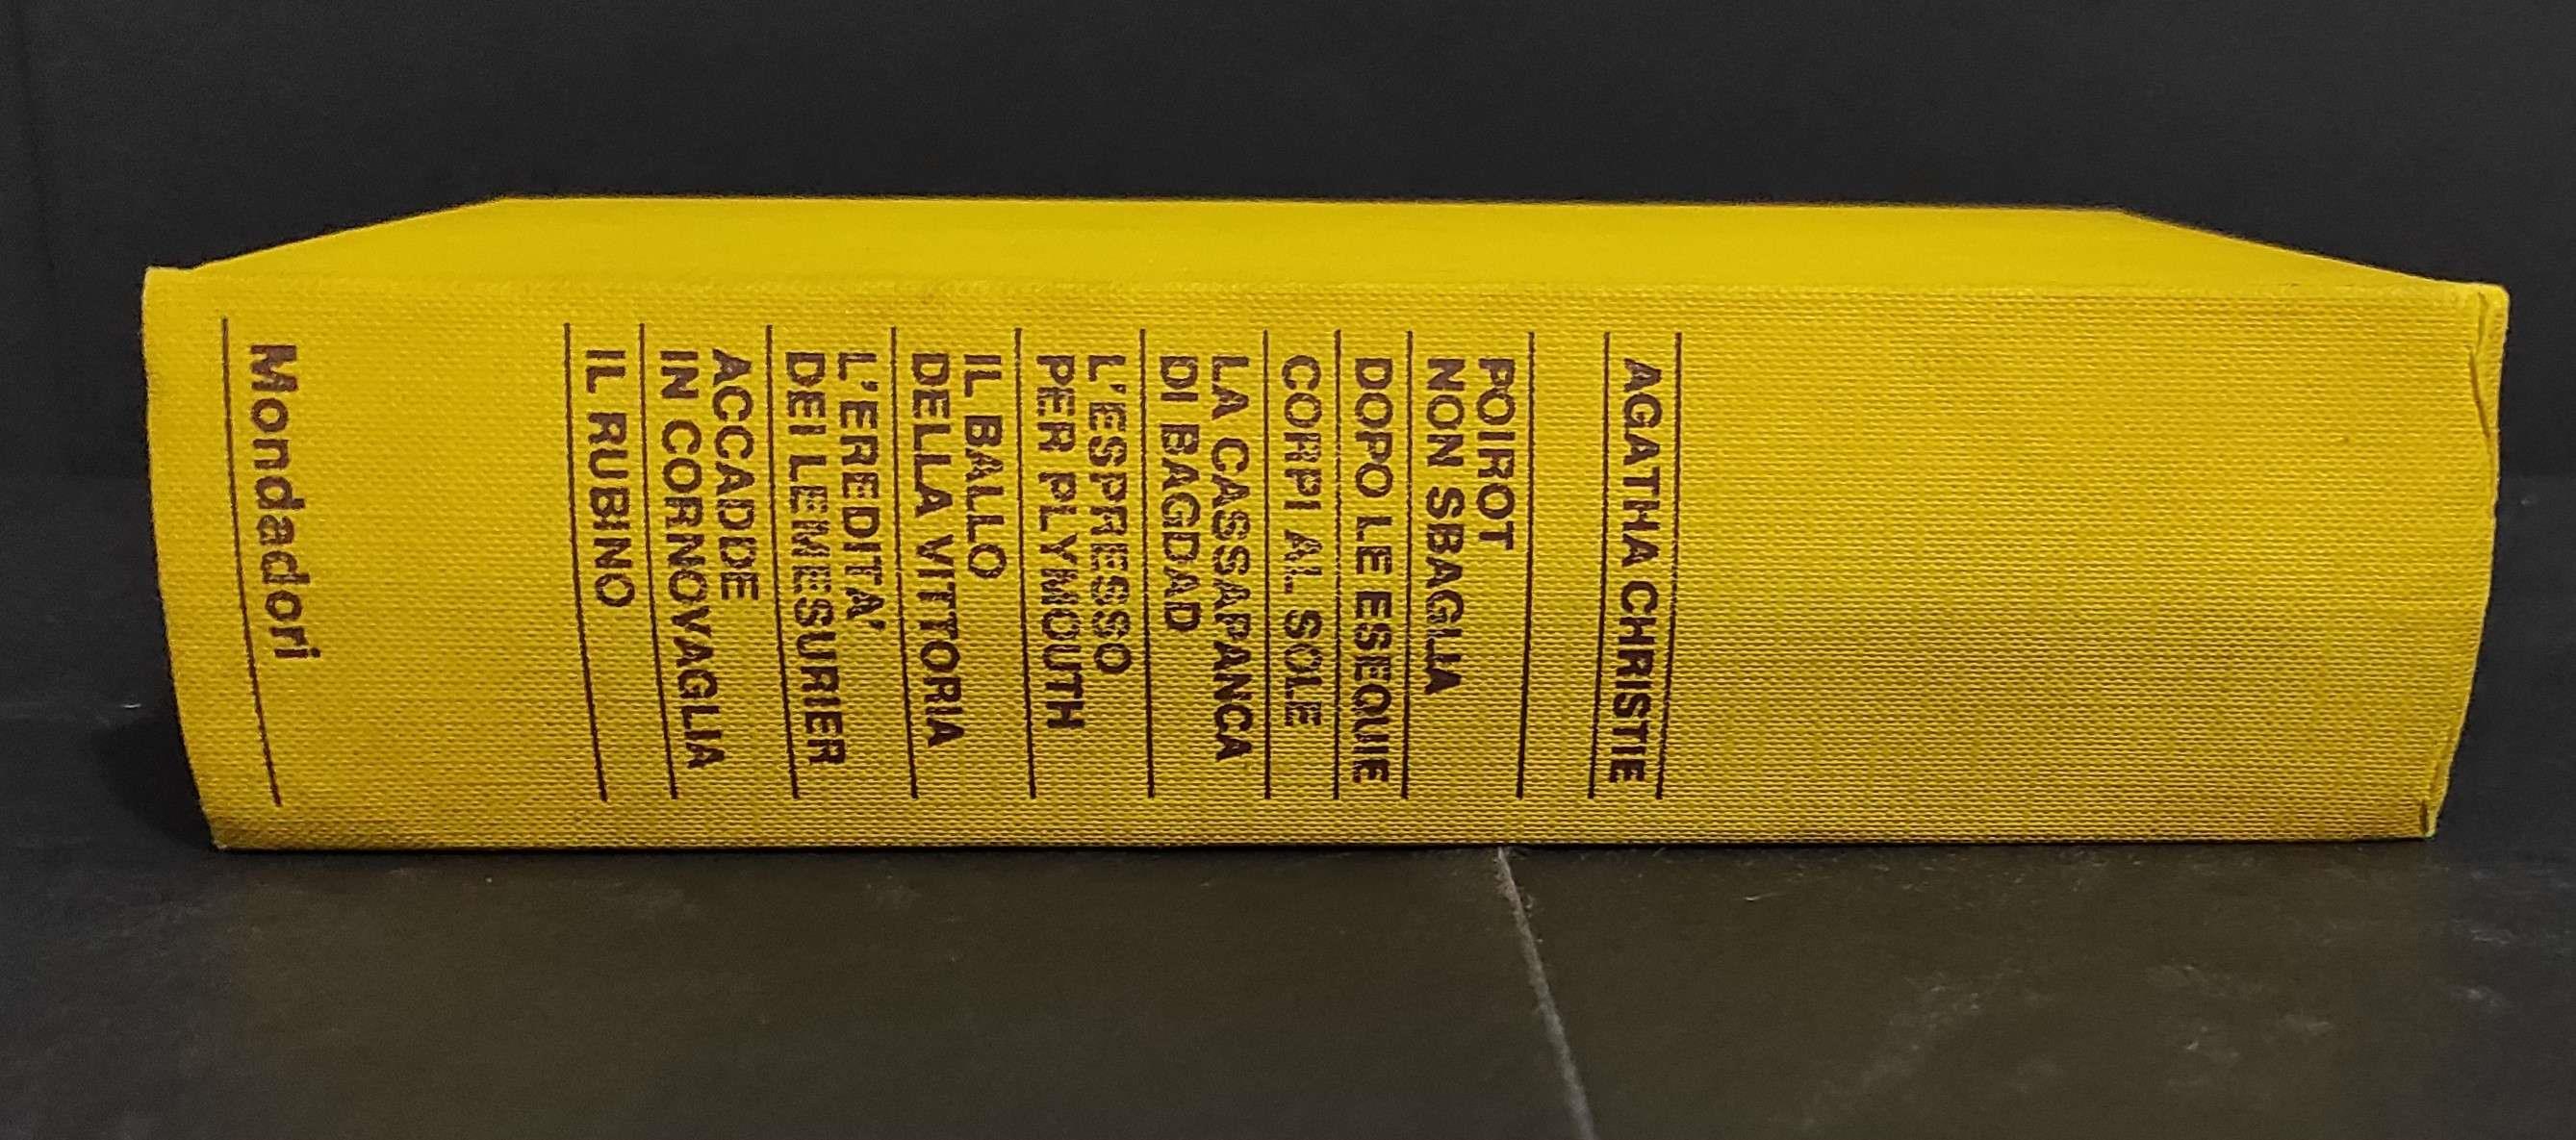 AGATHA CHRISTIE
POIROT
NON SBAGLIA
DOPO LE ESEQUIE
CORPI AL SOLE
LA CASSAPANCA
DI BAGDAD
L'ESPRESSO
PER PLYMOUTH
IL BALLO
DELLA VITTORIA
L'EREDITA'
DEI LEMESURIER
ACCADDE
IN CORNOVAGLIA
IL RUBINO
Mondadori